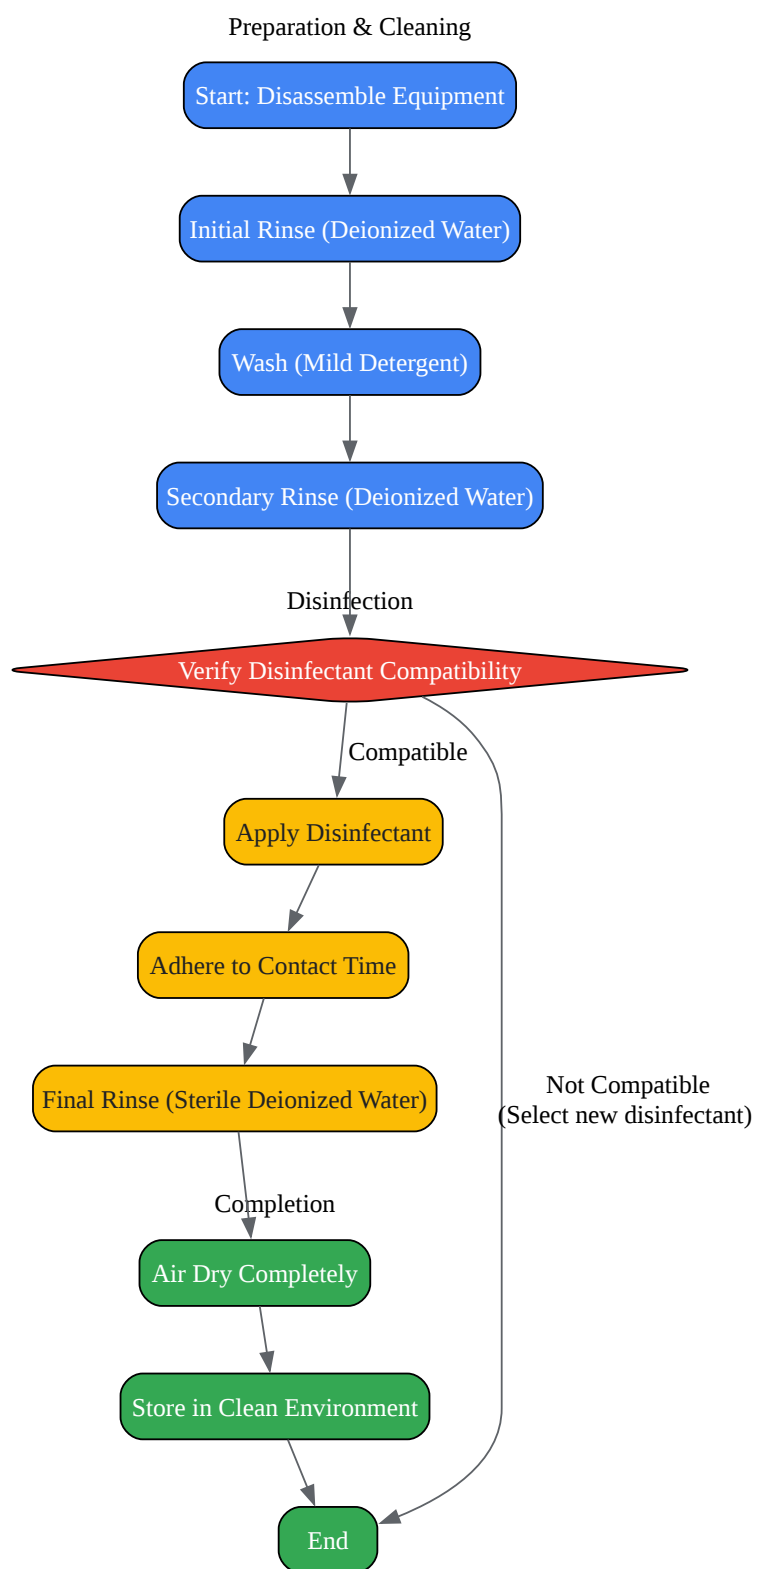 Preparation & Cleaning
Start: Disassemble Equipment
Initial Rinse (Deionized Water)
Wash (Mild Detergent)
Secondary Rinse (Deionized Water)
Disinfection
Verify Disinfectant Compatibility
Compatible
Apply Disinfectant
Adhere to Contact Time
Not Compatible
(Select new disinfectant)
Final Rinse (Sterile Deionized Water)
Completion
Air Dry Completely
Store in Clean Environment
End